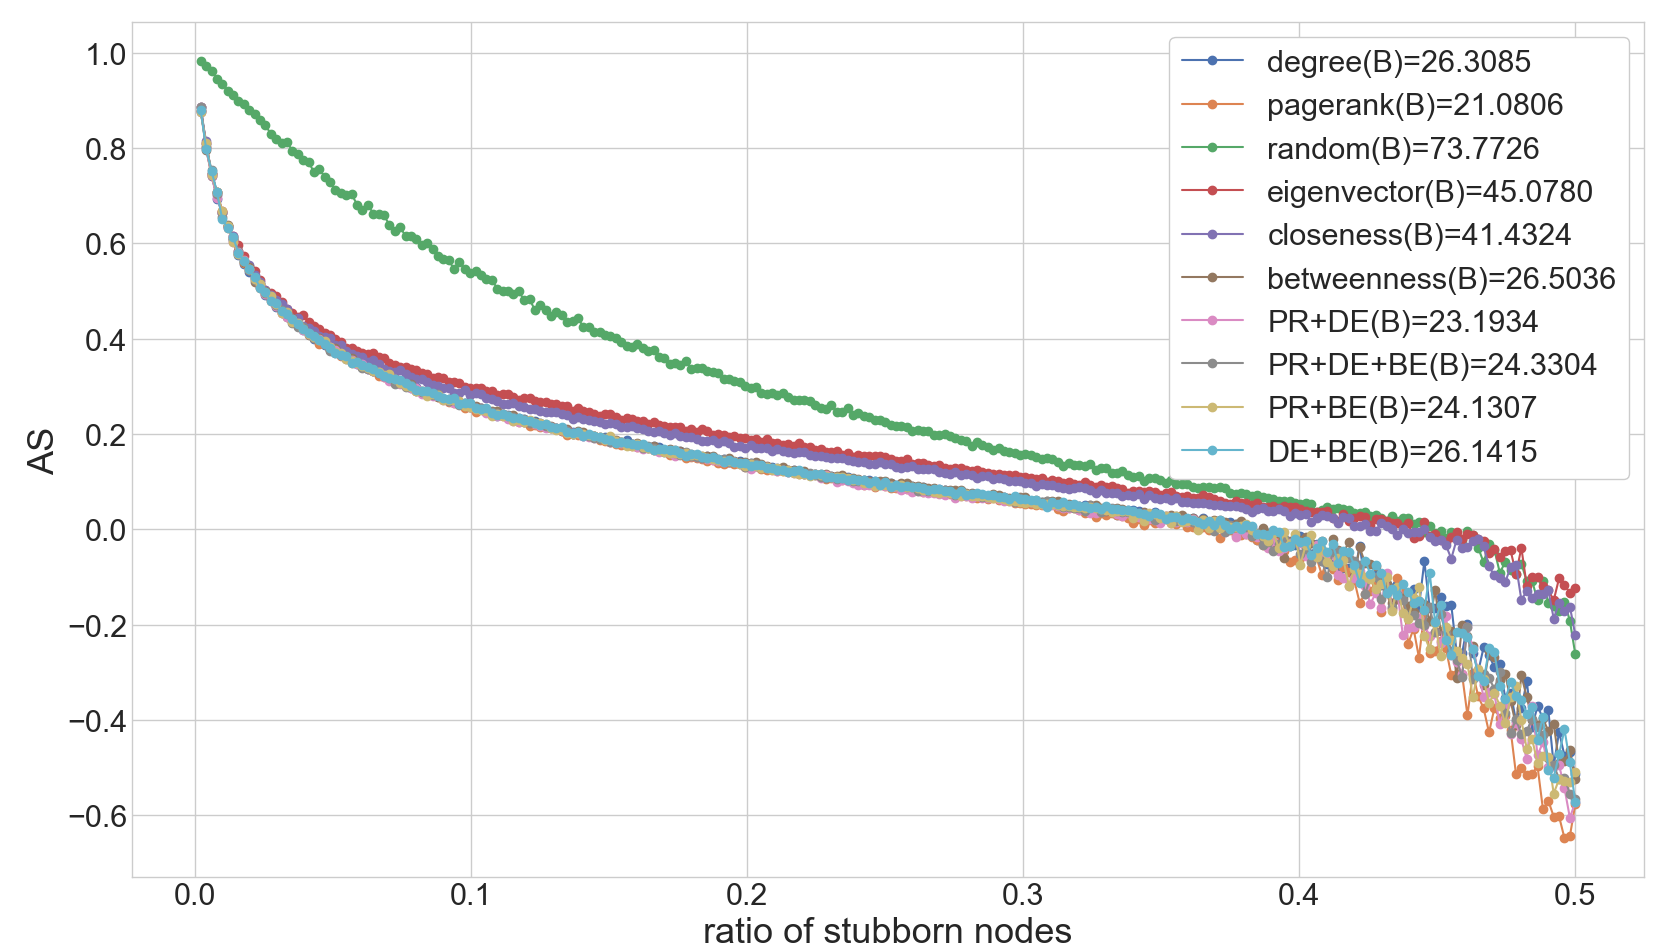 1.0
0.8
0.6
0.4
0.2
0.0
−0.2
−0.4
−0.6
AS
degree(B)=26.3085
pagerank(B)=21.0806
random(B)=73.7726
eigenvector(B)=45.0780
closeness(B)=41.4324
betweenness(B)=26.5036
PR+DE(B)=23.1934
PR+DE+BE(B)=24.3304
PR+BE(B)=24.1307
DE+BE(B)=26.1415
0.0 0.1 0.2 0.3 0.4 0.5
ratio of stubborn nodes